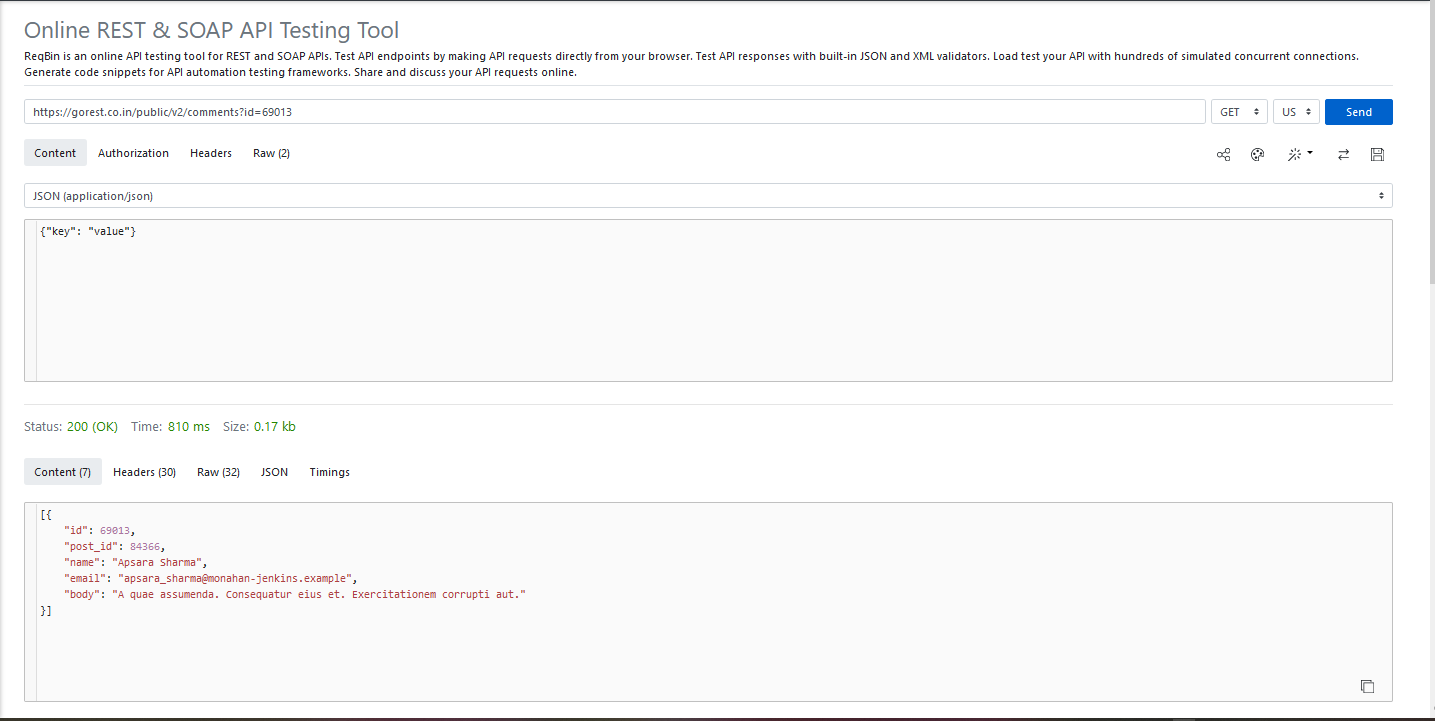 Online REST & SOAP API Testing Tool
ReqBin is an online API testing tool for REST and SOAP APIs. Test API endpoints by making API requests directly from your browser. Test API responses with built-in JSON and XML validators. Load test your API with hundreds of simulated concurrent connections.
Generate code snippets for API automation testing frameworks. Share and discuss your API requests online.
https://gorest.co.in/public/v2/comments?id=69013 GET US Send
Content Authorization Headers Raw (2)
JSON (application/json)
{"key": "value"}
Status: 200 (OK) Time: 810 ms Size: 0.17 kb
Content (7) Headers (30) Raw (32) JSON Timings
[{
"id": 69013,
"post_id": 84366,
"name": "Apsara Sharma",
"email": "apsara_sharma@monahan-jenkins.example",
"body": "A quae assumenda. Consequatur eius et. Exercitationem corrupti aut."
}]